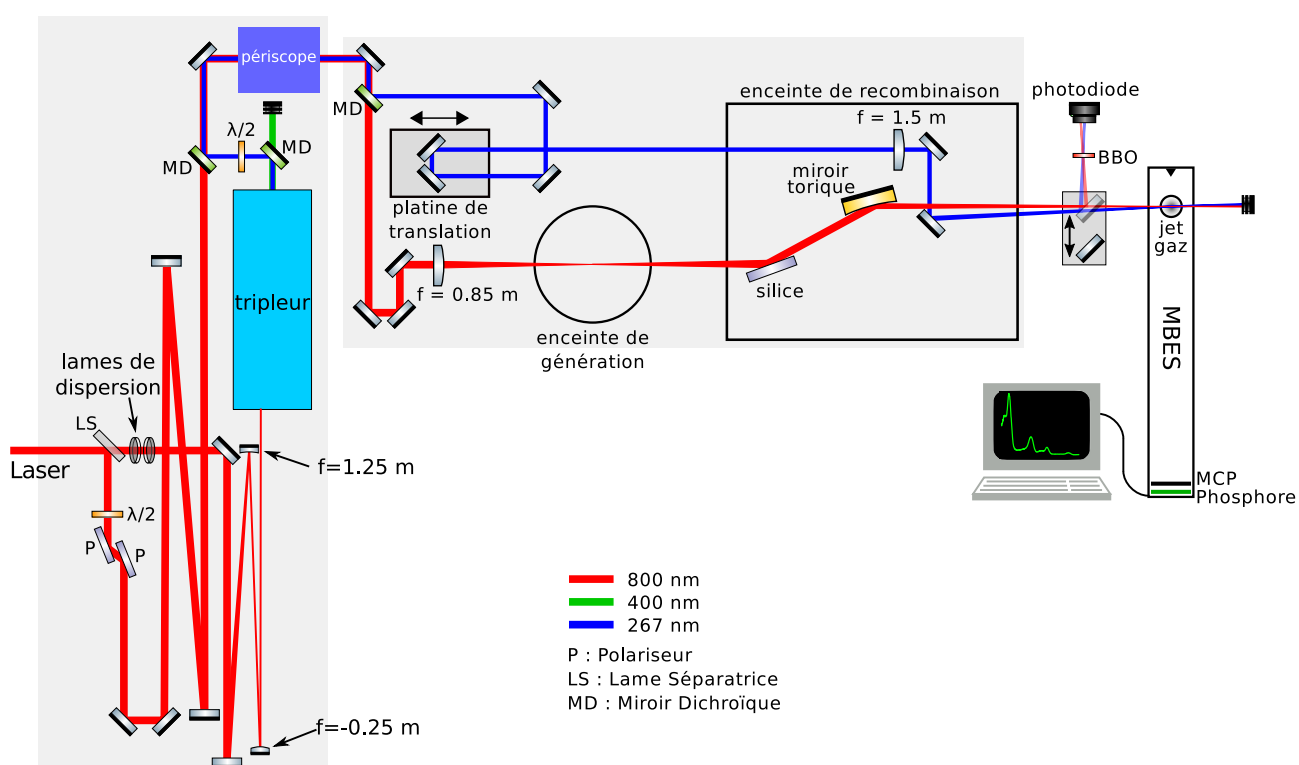 périscope
MD
λ/2
MD
MD
tripleur
lames de
dispersion
LS
Laser
λ/2
P
P
f=1.25 m
f=-0.25 m
platine de
translation
f = 0.85 m
enceinte de
génération
enceinte de recombinaison
f = 1.5 m
miroir
torique
silice
photodiode
BBO
jet
gaz
MBES
MCP
Phosphore
800 nm
400 nm
267 nm
P : Polariseur
LS : Lame Séparatrice
MD : Miroir Dichroïque